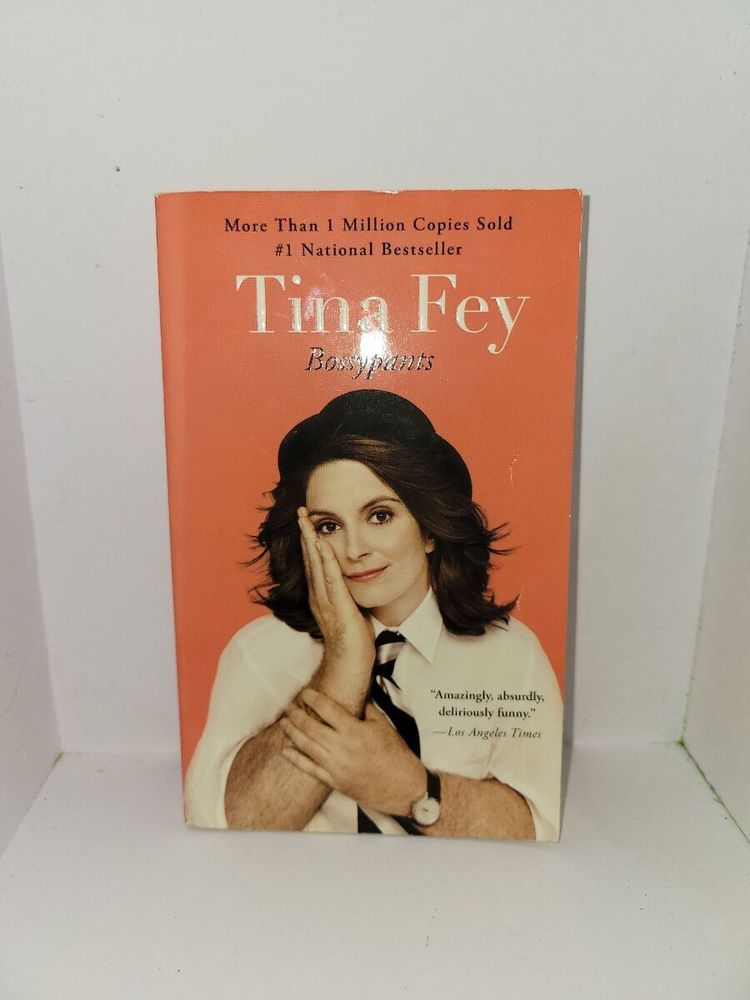 More Than 1 Million Copies Sold
#1 National Bestseller
Tina Fey
Bossypants
“Amazingly, absurdly,
deliriously funny.”
—Los Angeles Times